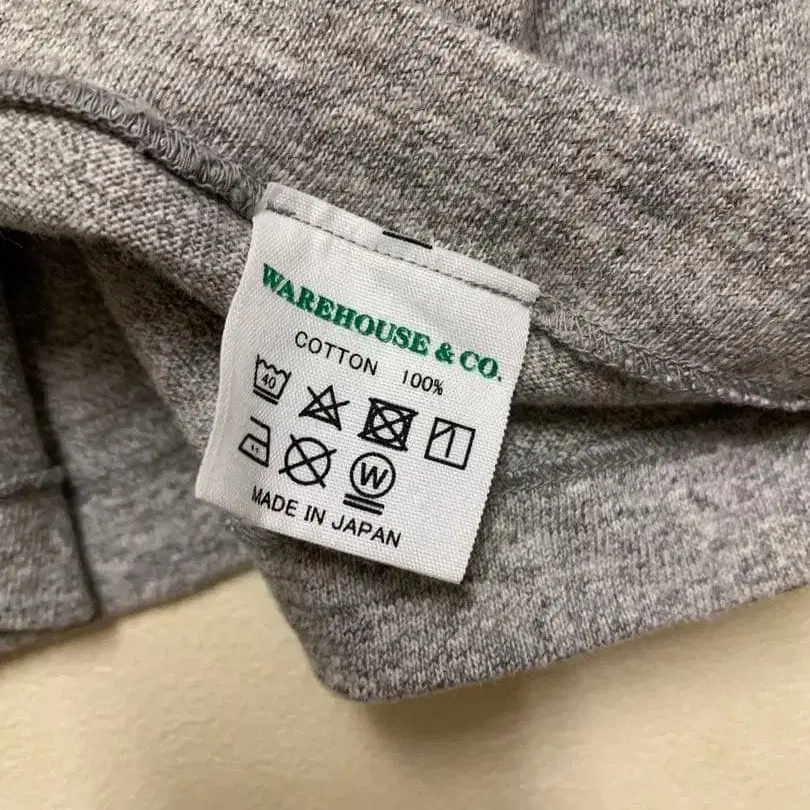 WAREHOUSE & CO.
COTTON 100%
40
W
MADE IN JAPAN